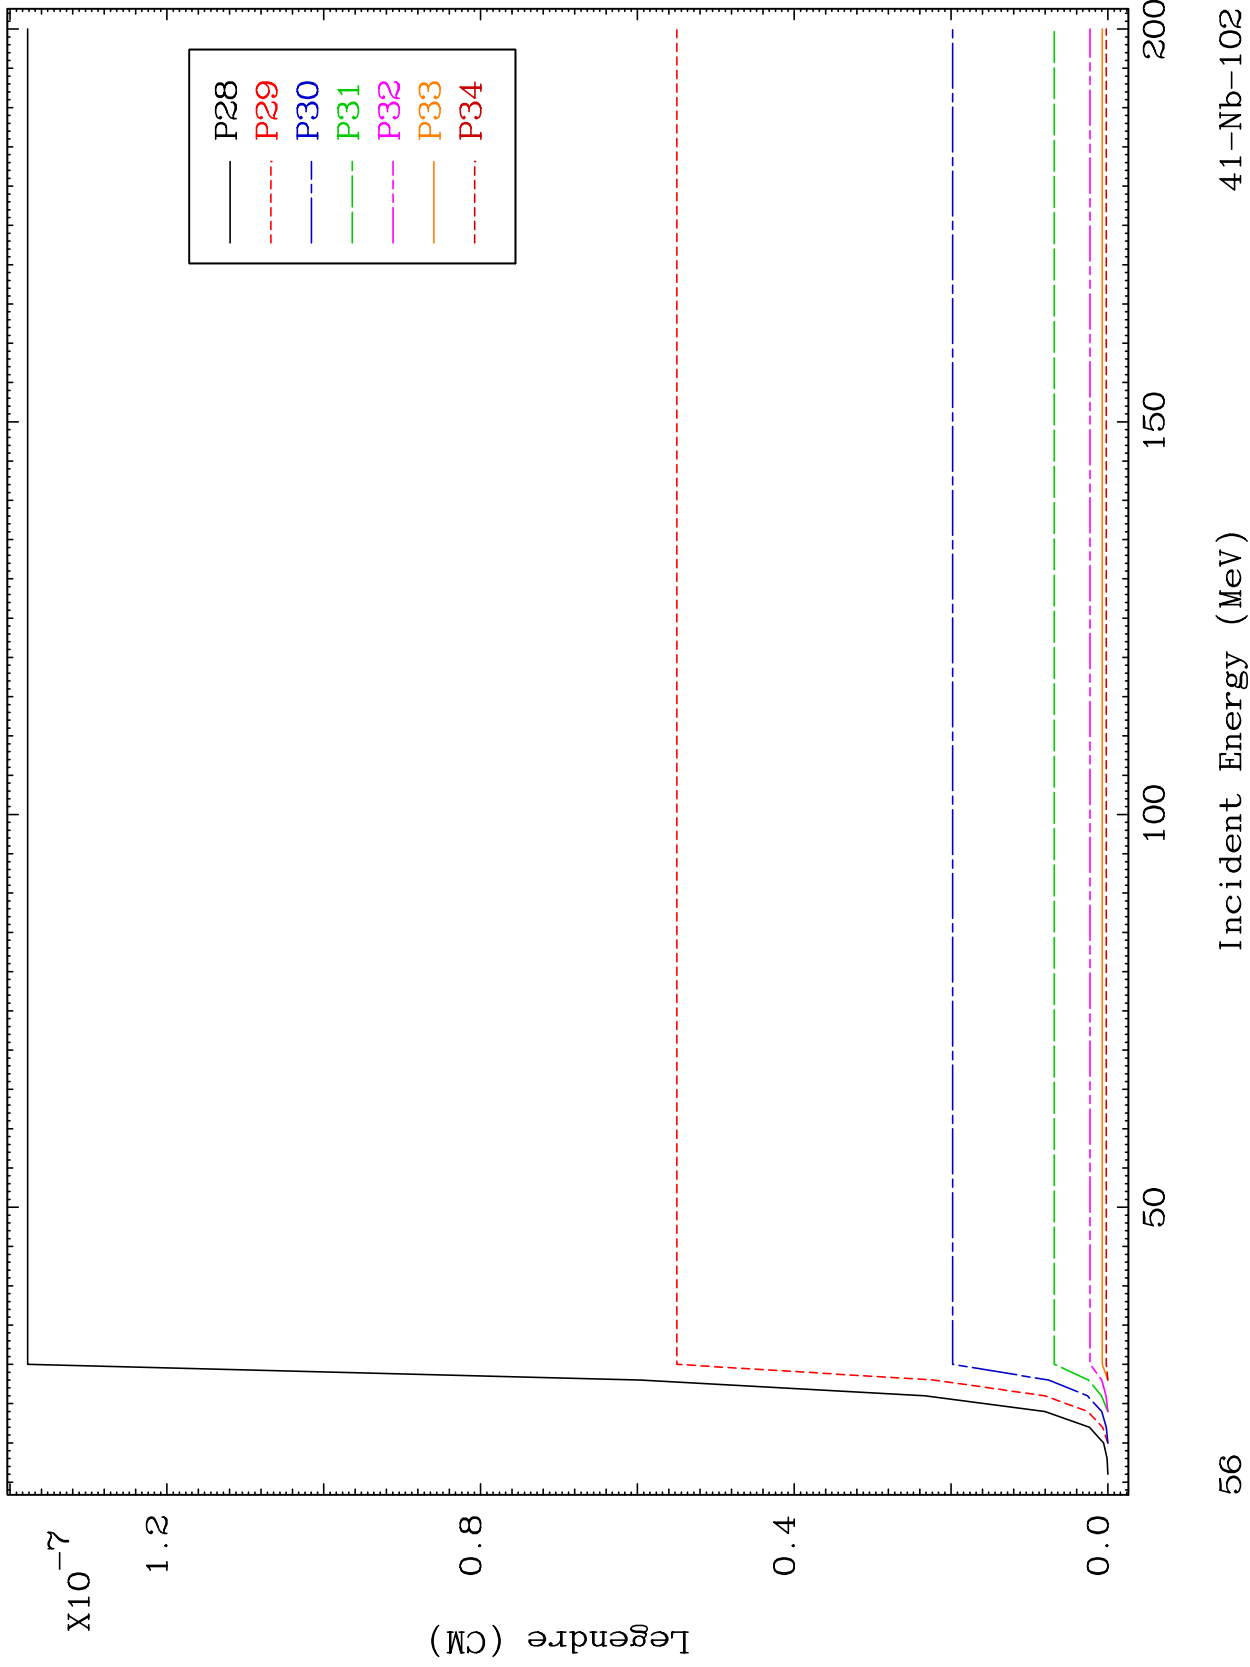 X10⁻⁷
1.2
0.8
0.4
0.0
Legendre (CM)
P28
P29
P30
P31
P32
P33
P34
50
100
150
200
Incident Energy (MeV)
56
41-Nb-102